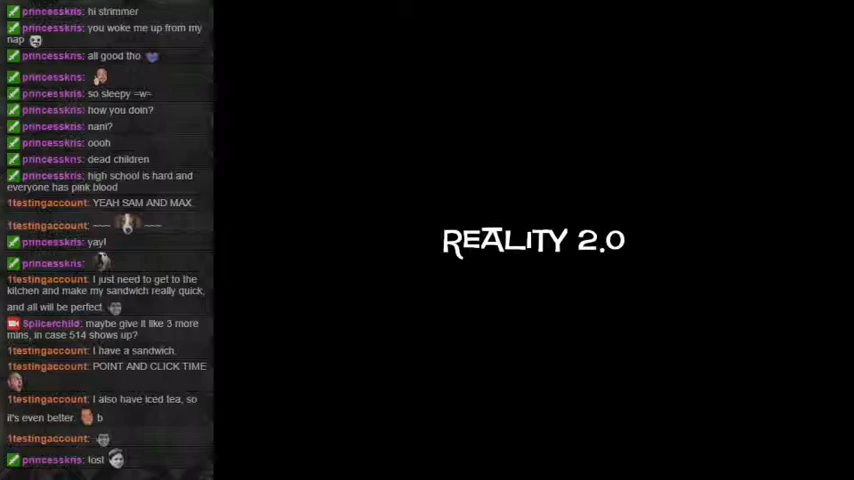 princesskris: hi strimmer
princesskris: you woke me up from my
nap
princesskris: all good tho
princesskris:
princesskris: so sleepy =w=
princesskris: how you doin?
princesskris: nani?
princesskris: oooh
princesskris: dead children
princesskris: high school is hard and
everyone has pink blood
1testingaccount: YEAH SAM AND MAX.
1testingaccount: ~~~ ~~~
princesskris: yay!
princesskris:
1testingaccount: I just need to get to the
kitchen and make my sandwich really quick,
and all will be perfect.
Splicerchild: maybe give it like 3 more
mins, in case 514 shows up?
1testingaccount: I have a sandwich.
1testingaccount: POINT AND CLICK TIME
1testingaccount: I also have iced tea, so
it's even better. b
1testingaccount:
princesskris: lost
REALITY 2.0